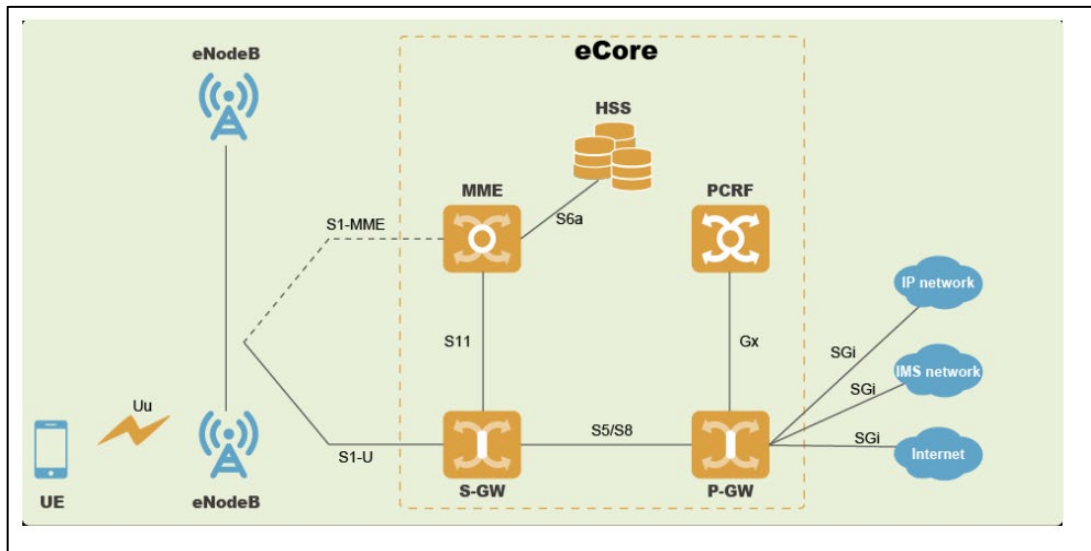 eCore
eNodeB
HSS
MME
PCRF
S1-MME
S6a
IP network
S11
Gx
SGi
IMS network
SGi
Uu
S5/S8
SGi
Internet
S1-U
UE
eNodeB
S-GW
P-GW